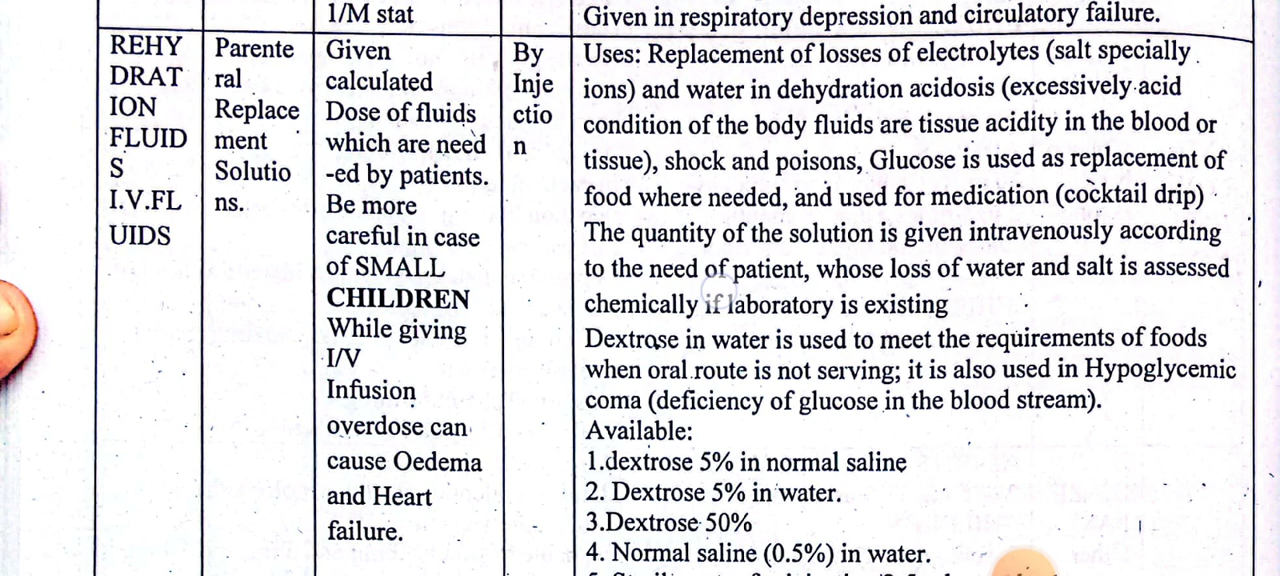 1/M stat
Given in respiratory depression and circulatory failure.
REHY
DRAT
ION
FLUID
S
I.V.FL
UIDS
Parente
ral
Replace
ment
Solutio
ns.
Given
calculated
Dose of fluids
which are need
-ed by patients.
Be more
careful in case
of SMALL
CHILDREN
While giving
I/V
Infusion
overdose can
cause Oedema
and Heart
failure.
By
Inje
ctio
n
Uses: Replacement of losses of electrolytes (salt specially
ions) and water in dehydration acidosis (excessively acid
condition of the body fluids are tissue acidity in the blood or
tissue), shock and poisons, Glucose is used as replacement of
food where needed, and used for medication (cocktail drip)
The quantity of the solution is given intravenously according
to the need of patient, whose loss of water and salt is assessed
chemically if laboratory is existing
Dextrose in water is used to meet the requirements of foods
when oral route is not serving; it is also used in Hypoglycemic
coma (deficiency of glucose in the blood stream).
Available:
1.dextrose 5% in normal saline
2. Dextrose 5% in water.
3.Dextrose 50%
4. Normal saline (0.5%) in water.